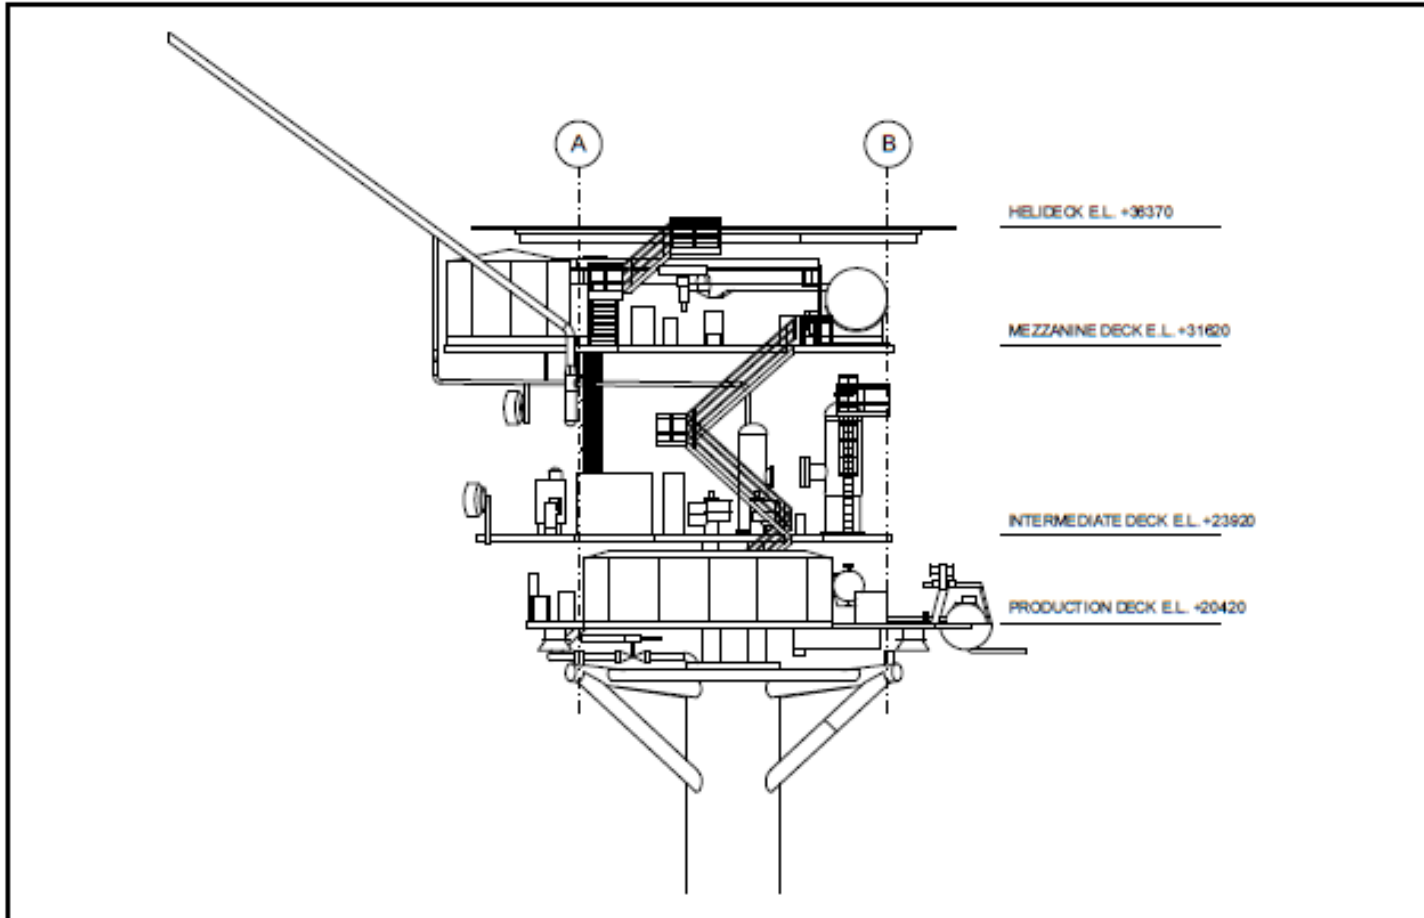 A
B
HELIDECK E.L. +36370
MEZZANINE DECK E.L. +31620
INTERMEDIATE DECK E.L. +23920
PRODUCTION DECK E.L. +20420